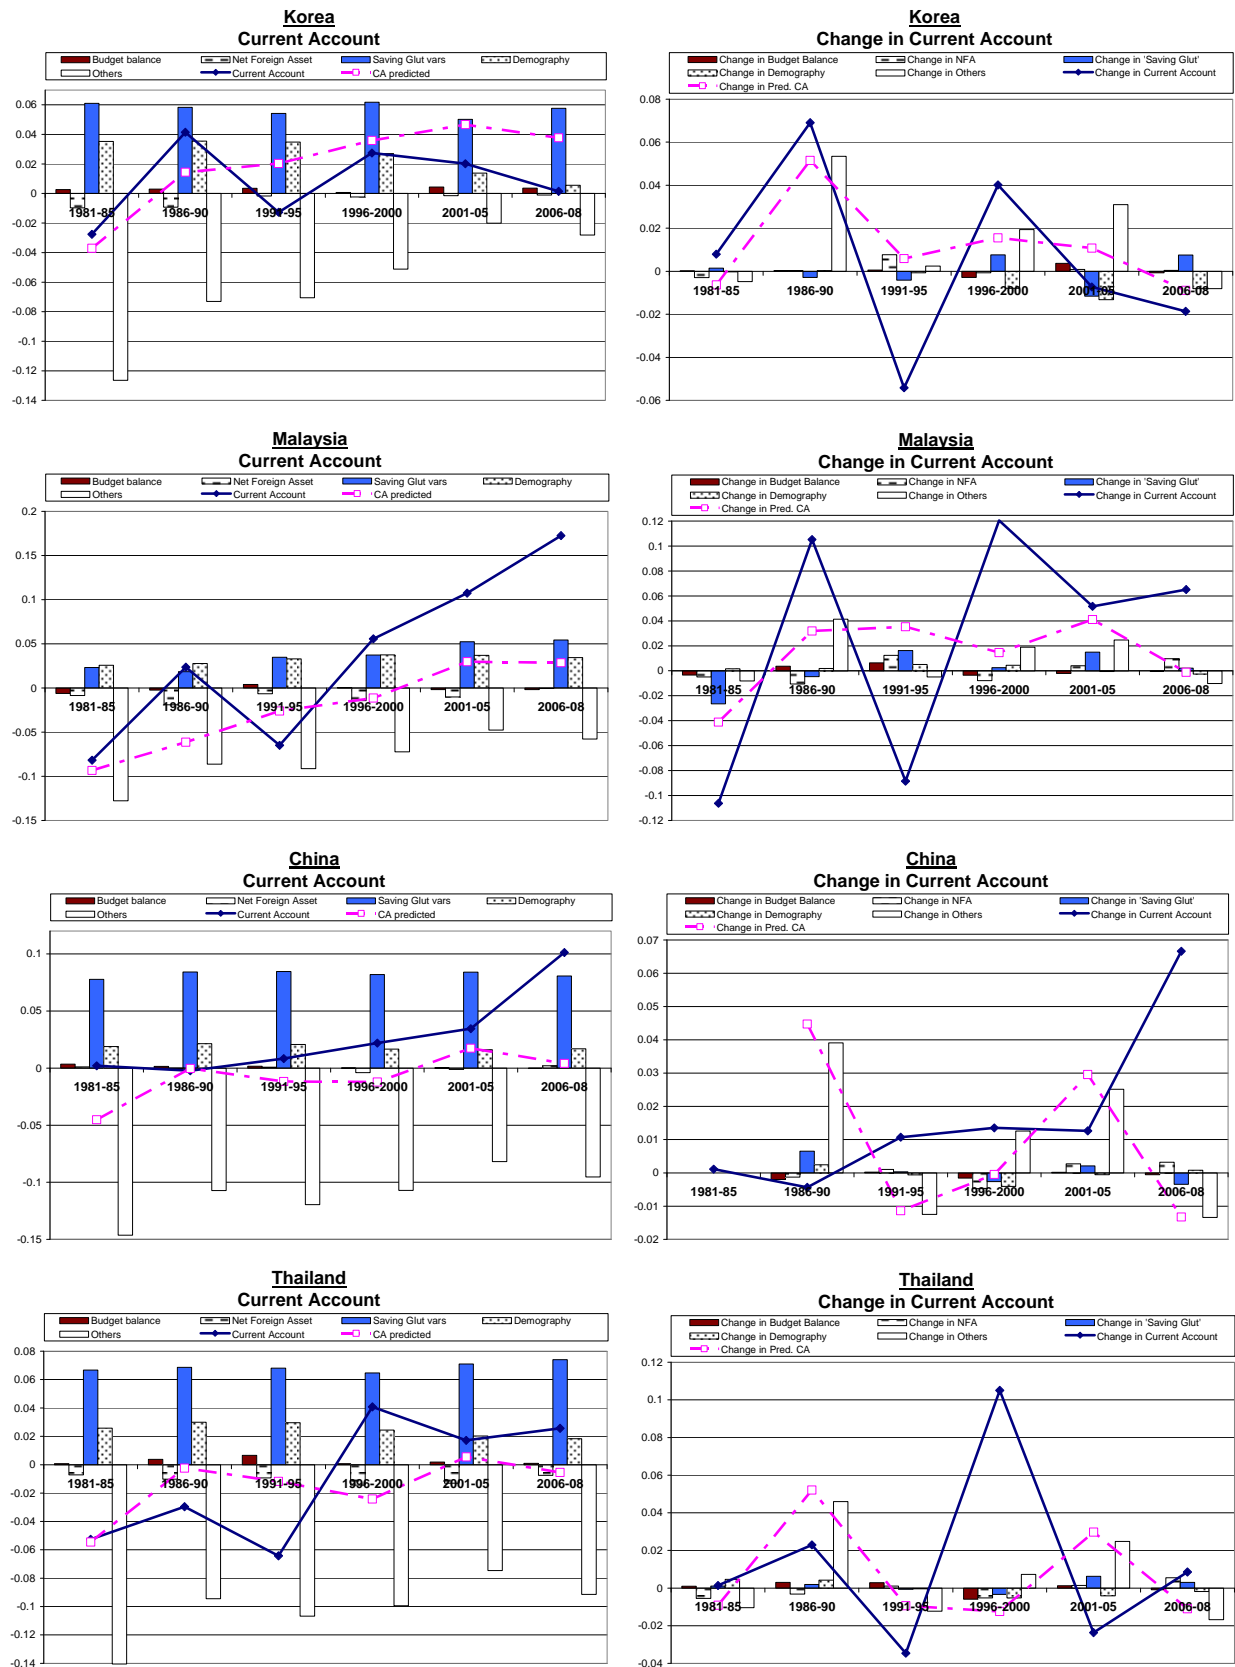 Korea
Current Account
Budget balance Net Foreign Asset Saving Glut vars Demography
Others Current Account CA predicted
0.06
0.04
0.02
0
-0.02
-0.04
-0.06
-0.08
-0.1
-0.12
-0.14
1981-85 1986-90 1991-95 1996-2000 2001-05 2006-08
Korea
Change in Current Account
Change in Budget Balance Change in NFA Change in 'Saving Glut'
Change in Demography Change in Others Change in Current Account
Change in Pred. CA
0.08
0.06
0.04
0.02
0
-0.02
-0.04
-0.06
1981-85 1986-90 1991-95 1996-2000 2001-05 2006-08
Malaysia
Current Account
Budget balance Net Foreign Asset Saving Glut vars Demography
Others Current Account CA predicted
0.2
0.15
0.1
0.05
0
-0.05
-0.1
-0.15
1981-85 1986-90 1991-95 1996-2000 2001-05 2006-08
Malaysia
Change in Current Account
Change in Budget Balance Change in NFA Change in 'Saving Glut'
Change in Demography Change in Others Change in Current Account
Change in Pred. CA
0.12
0.1
0.08
0.06
0.04
0.02
0
-0.02
-0.04
-0.06
-0.08
-0.1
-0.12
1981-85 1986-90 1991-95 1996-2000 2001-05 2006-08
China
Current Account
Budget balance Net Foreign Asset Saving Glut vars Demography
Others Current Account CA predicted
0.1
0.05
0
-0.05
-0.1
-0.15
1981-85 1986-90 1991-95 1996-2000 2001-05 2006-08
China
Change in Current Account
Change in Budget Balance Change in NFA Change in 'Saving Glut'
Change in Demography Change in Others Change in Current Account
Change in Pred. CA
0.07
0.06
0.05
0.04
0.03
0.02
0.01
0
-0.01
-0.02
1981-85 1986-90 1991-95 1996-2000 2001-05 2006-08
Thailand
Current Account
Budget balance Net Foreign Asset Saving Glut vars Demography
Others Current Account CA predicted
0.08
0.06
0.04
0.02
0
-0.02
-0.04
-0.06
-0.08
-0.1
-0.12
-0.14
1981-85 1986-90 1991-95 1996-2000 2001-05 2006-08
Thailand
Change in Current Account
Change in Budget Balance Change in NFA Change in 'Saving Glut'
Change in Demography Change in Others Change in Current Account
Change in Pred. CA
0.12
0.1
0.08
0.06
0.04
0.02
0
-0.02
-0.04
1981-85 1986-90 1991-95 1996-2000 2001-05 2006-08